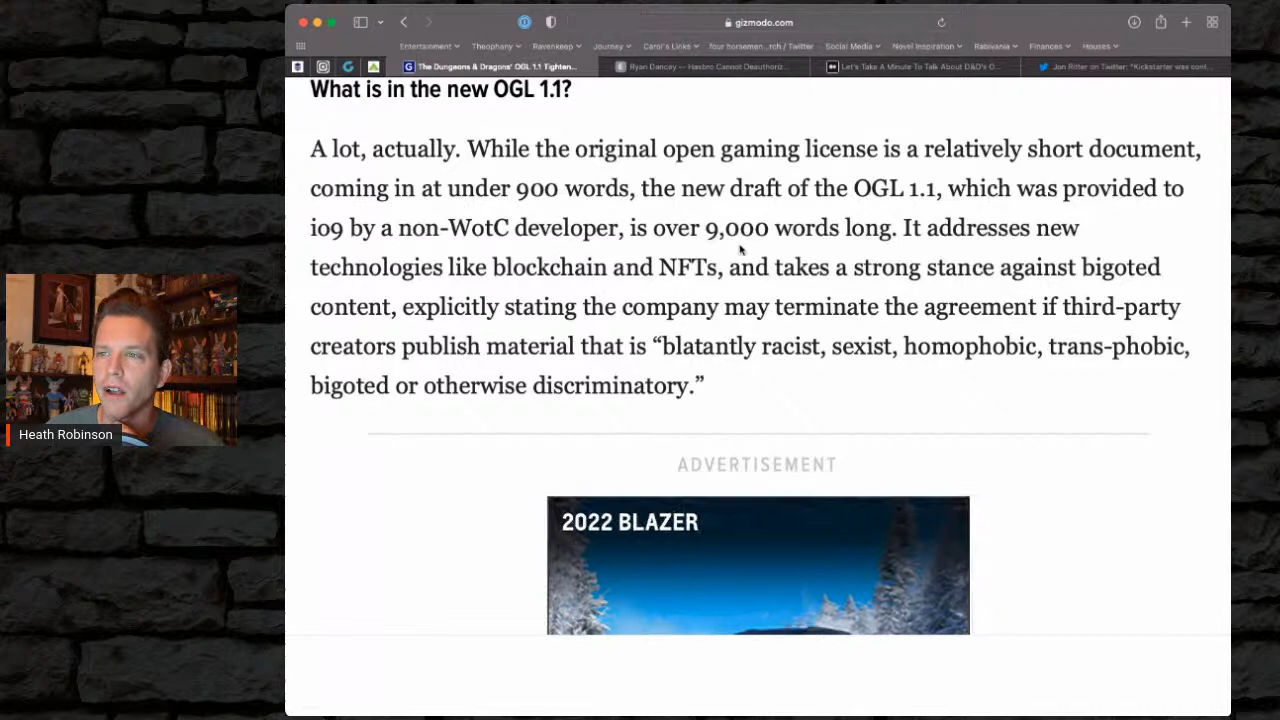 gizmodo.com
Entertainment Theophany Ravenkeep Journey Carol's Links four horsemen...rch / Twitter Social Media Novel Inspiration Finances Houses
The Dungeons & Dragons' OGL 1.1 Tighten... Ryan Dancey — Hasbro Cannot Deauthoriz... Let's Take A Minute To Talk About D&D's O... Jon Ritter on Twitter: "Kickstarter was cont...
What is in the new OGL 1.1?
A lot, actually. While the original open gaming license is a relatively short document,
coming in at under 900 words, the new draft of the OGL 1.1, which was provided to
io9 by a non-WotC developer, is over 9,000 words long. It addresses new
technologies like blockchain and NFTs, and takes a strong stance against bigoted
content, explicitly stating the company may terminate the agreement if third-party
creators publish material that is “blatantly racist, sexist, homophobic, trans-phobic,
bigoted or otherwise discriminatory.”
Heath Robinson
ADVERTISEMENT
2022 BLAZER